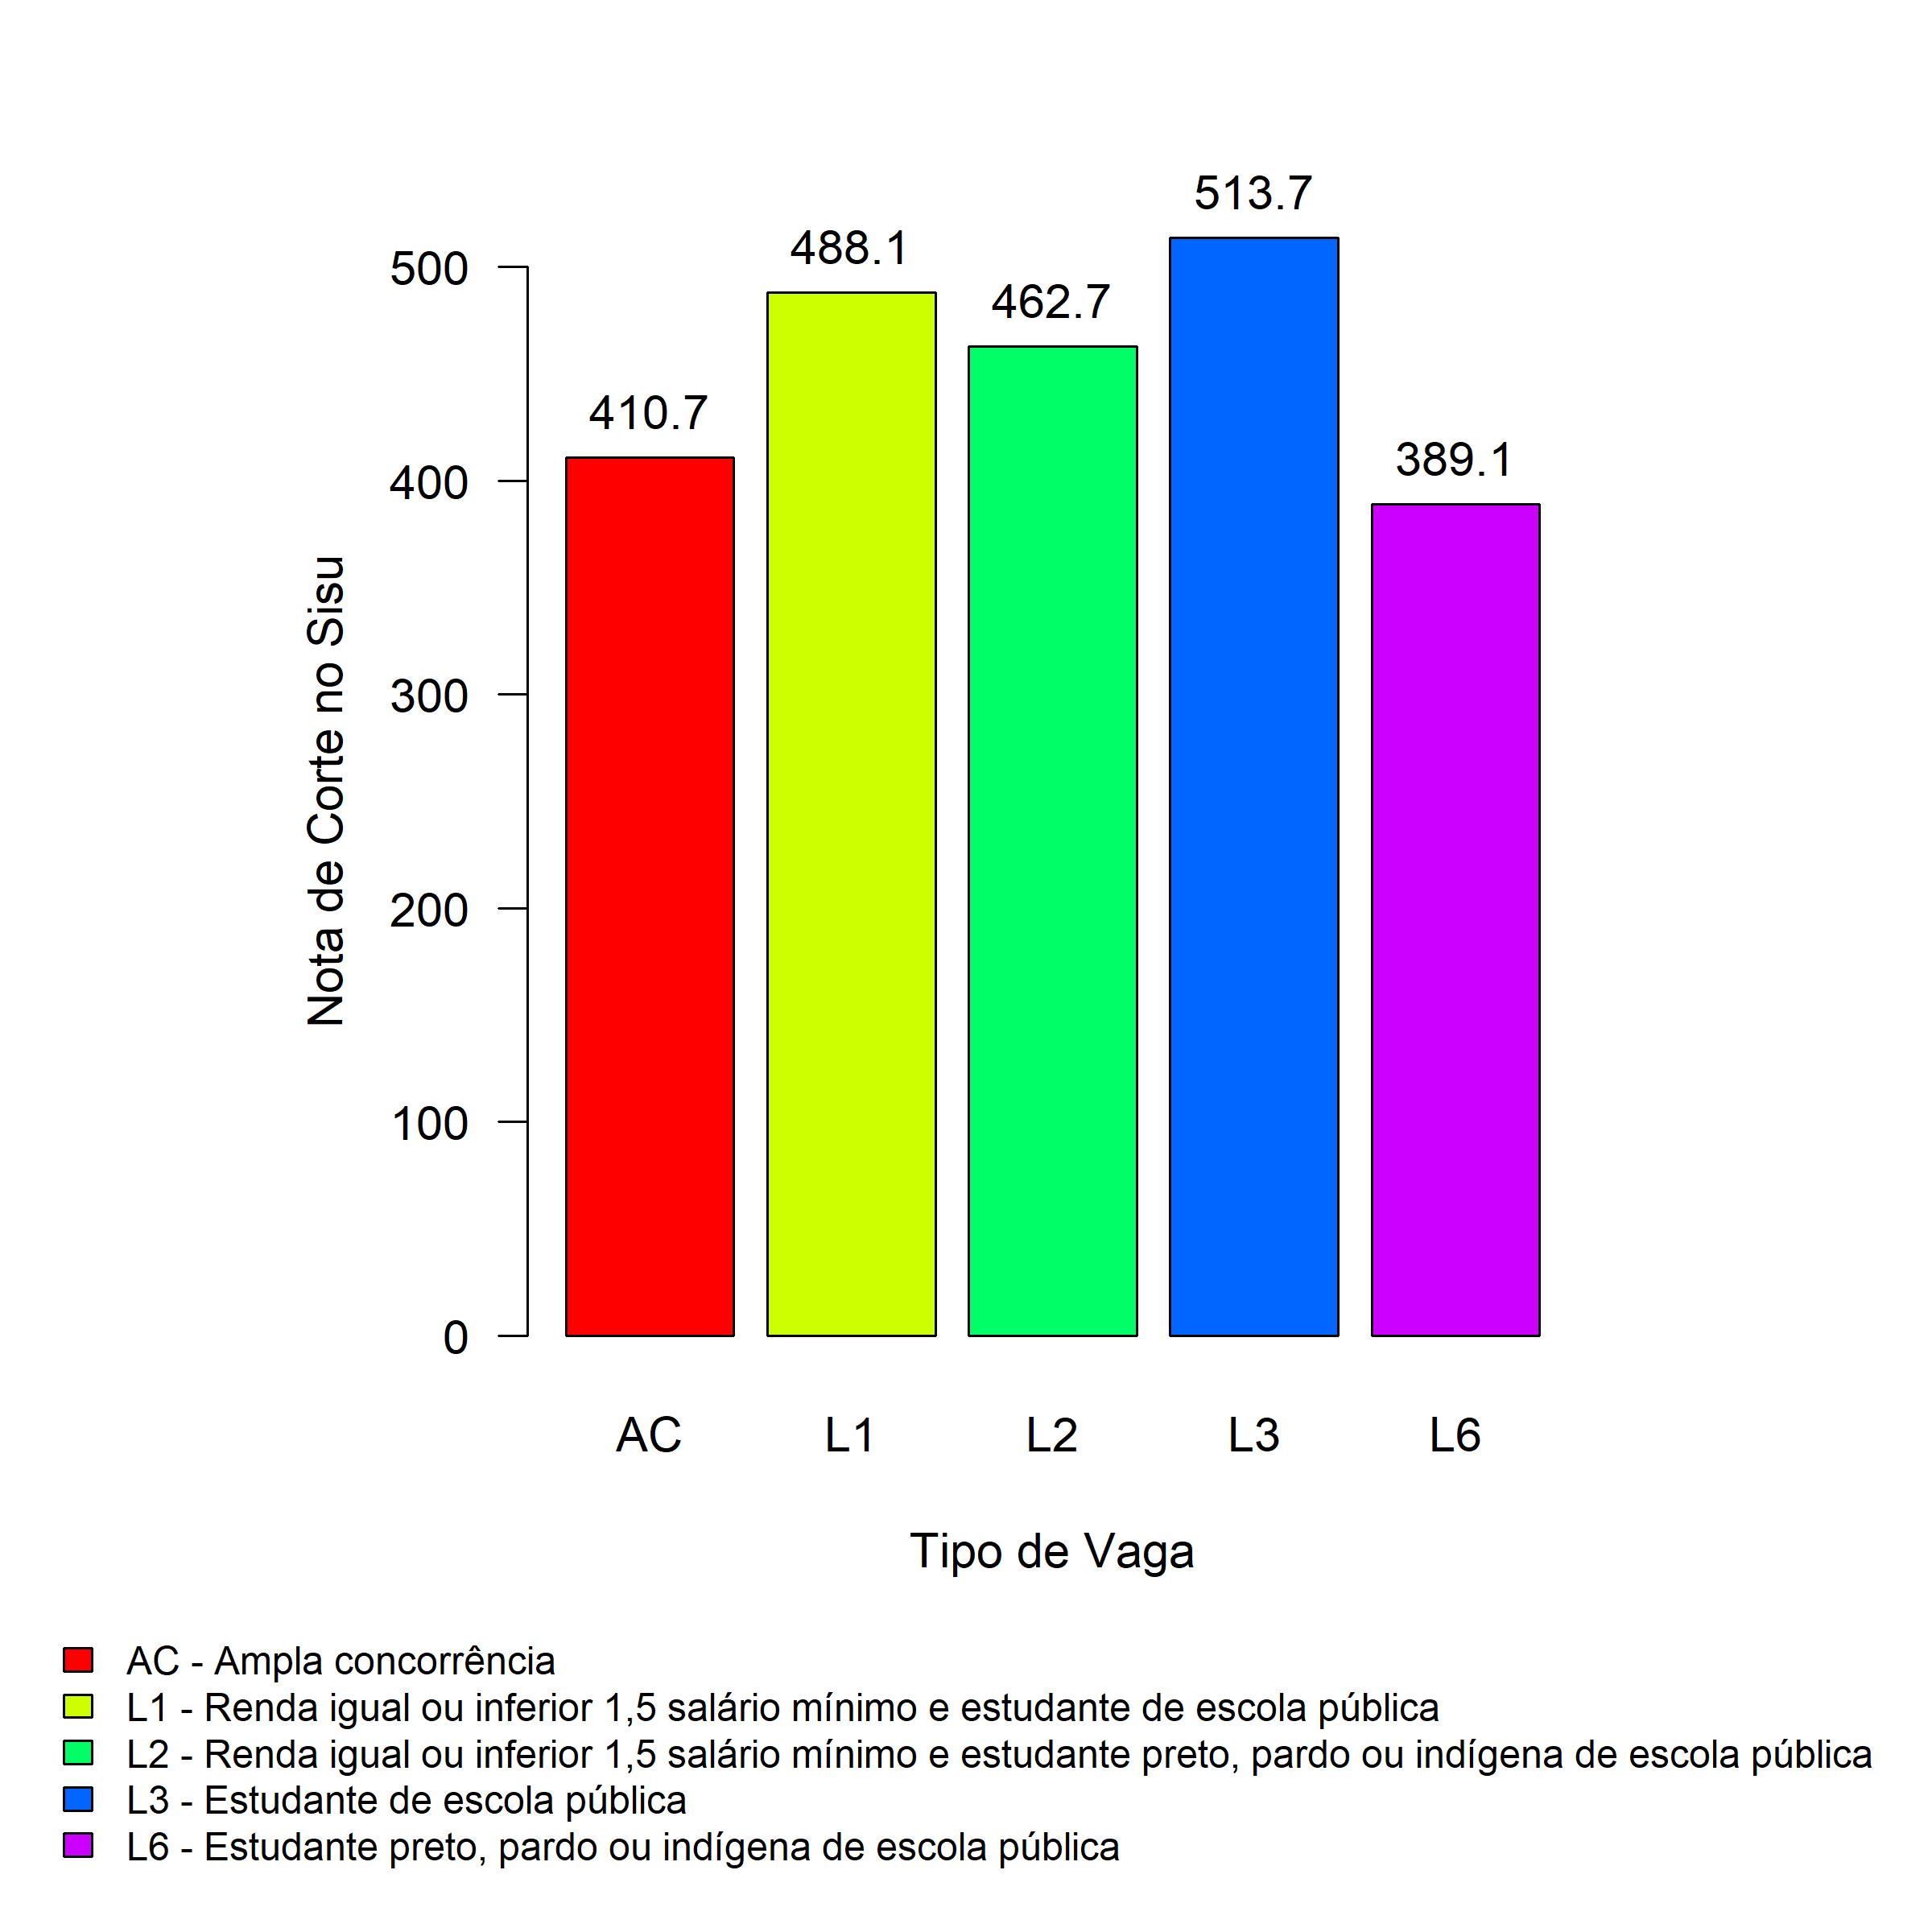 513.7
488.1
462.7
410.7
389.1
500
400
300
200
100
0
Nota de Corte no Sisu
AC
L1
L2
L3
L6
Tipo de Vaga
AC - Ampla concorrência
L1 - Renda igual ou inferior 1,5 salário mínimo e estudante de escola pública
L2 - Renda igual ou inferior 1,5 salário mínimo e estudante preto, pardo ou indígena de escola pública
L3 - Estudante de escola pública
L6 - Estudante preto, pardo ou indígena de escola pública